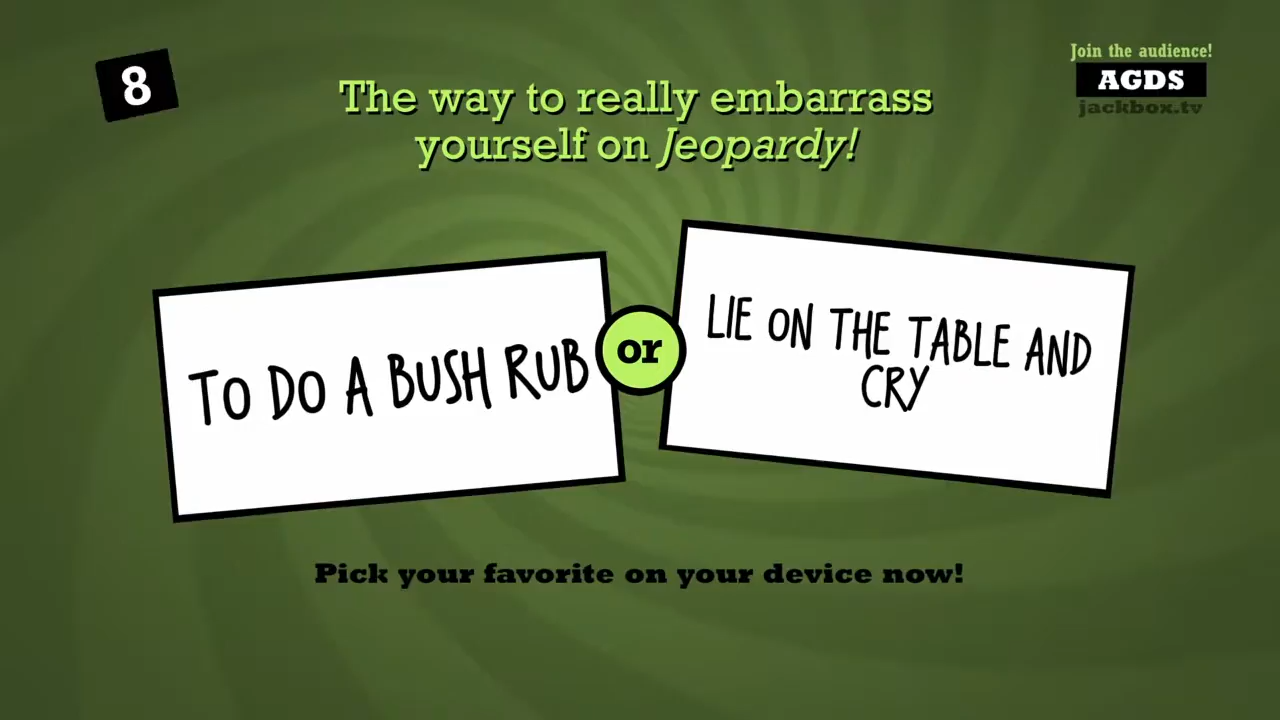 8
Join the audience!
AGDS
jackbox.tv
The way to really embarrass
yourself on Jeopardy!
TO DO A BUSH RUB
or
LIE ON THE TABLE AND
CRY
Pick your favorite on your device now!